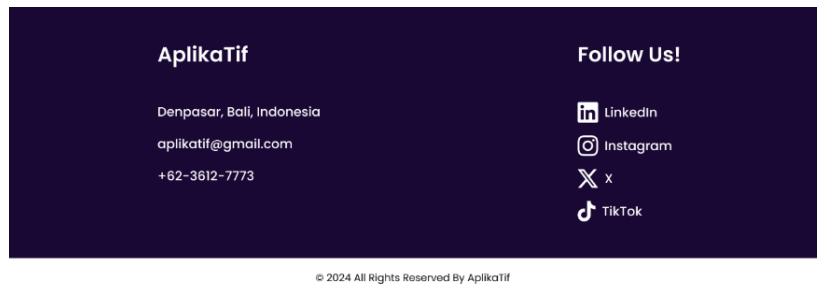 AplikaTif
Denpasar, Bali, Indonesia
aplikatif@gmail.com
+62-3612-7773
Follow Us!
LinkedIn
Instagram
X
TikTok
© 2024 All Rights Reserved By AplikaTif